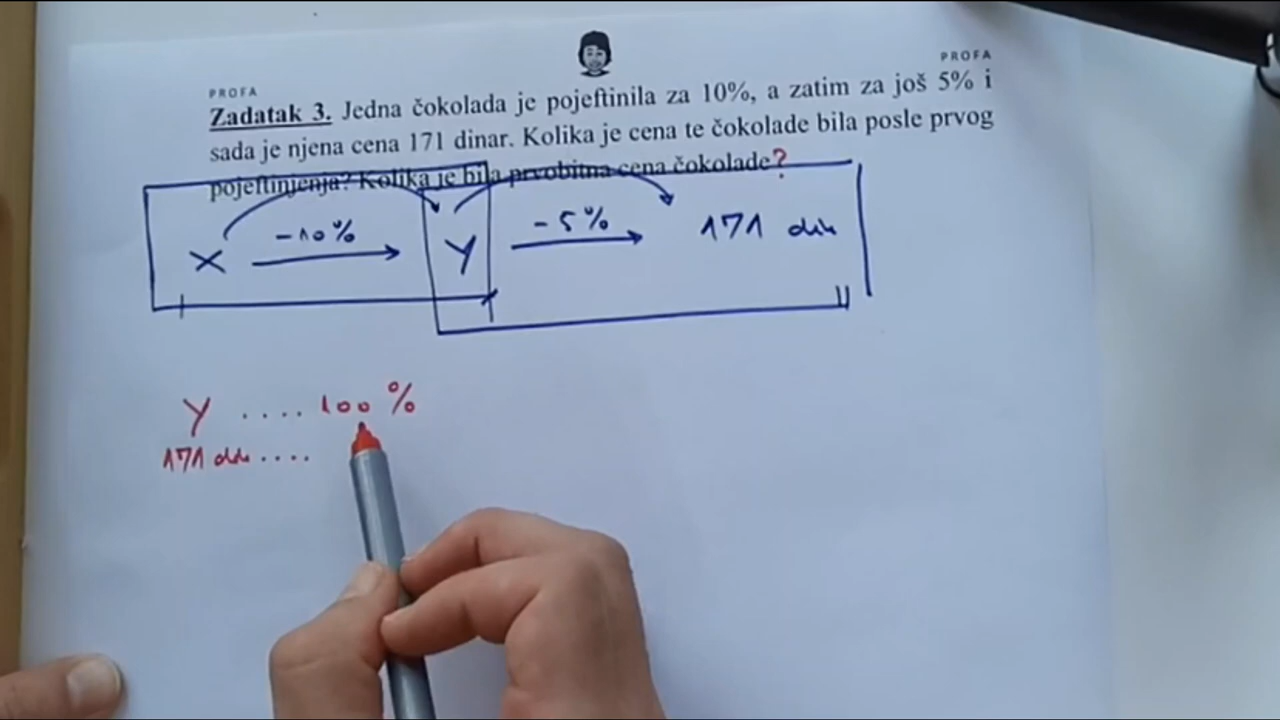 PROFA
PROFA
Zadatak 3. Jedna čokolada je pojeftinila za 10%, a zatim za još 5% i
sada je njena cena 171 dinar. Kolika je cena te čokolade bila posle prvog
pojeftinjenja? Kolika je bila prvobitna cena čokolade?
X -10% Y -5% 171 din
Y .... 100%
171 din ....